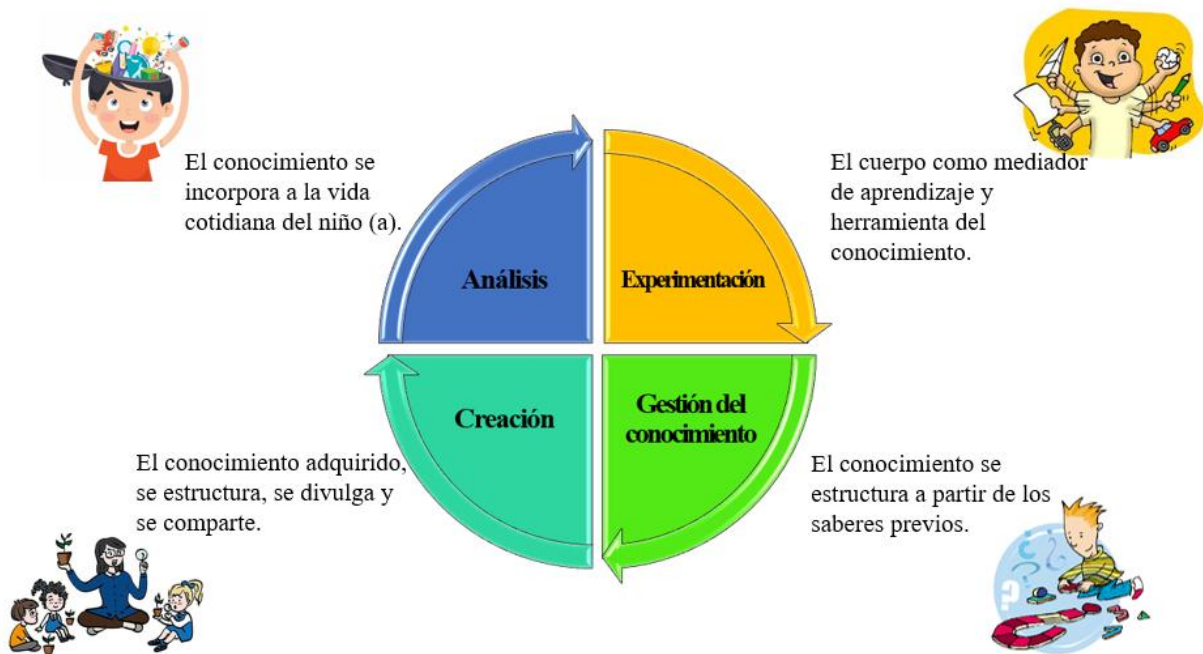 El conocimiento se
incorpora a la vida
cotidiana del niño (a).
El cuerpo como mediador
de aprendizaje y
herramienta del
conocimiento.
Análisis
Experimentación
Creación
Gestión del
conocimiento
El conocimiento adquirido,
se estructura, se divulga y
se comparte.
El conocimiento se
estructura a partir de los
saberes previos.